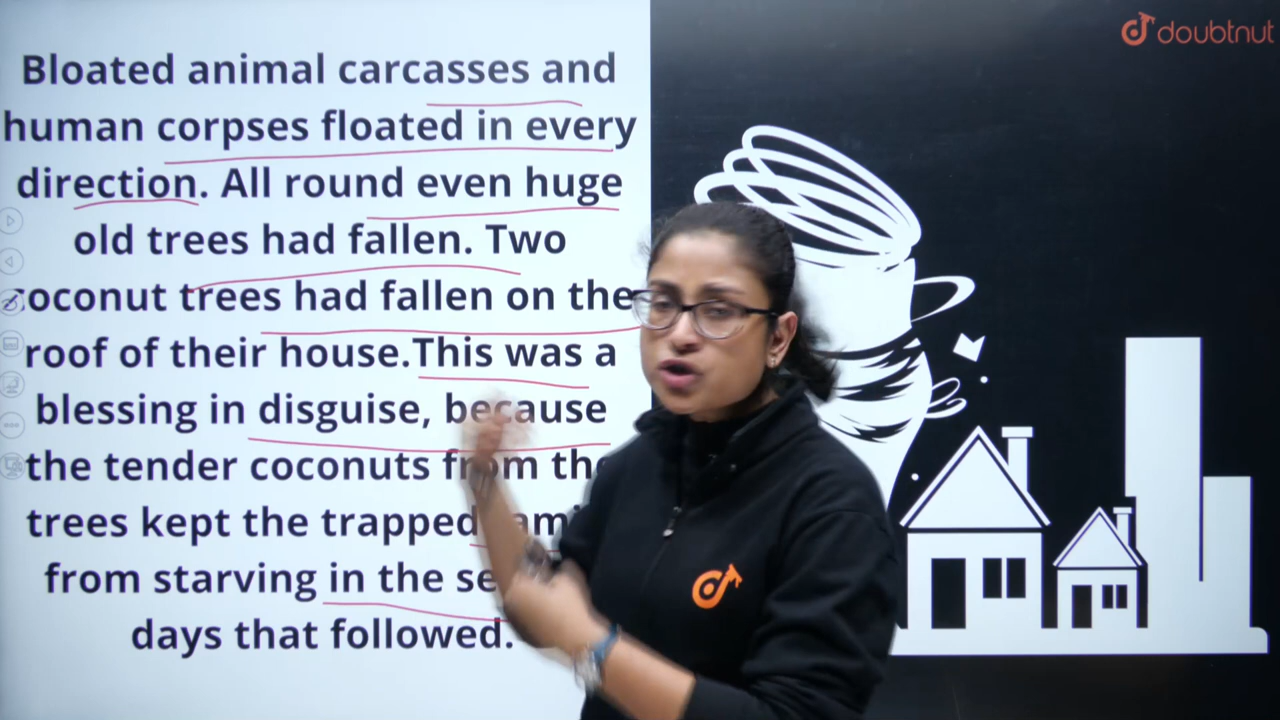 doubtnut
Bloated animal carcasses and
human corpses floated in every
direction. All round even huge
old trees had fallen. Two
coconut trees had fallen on the
roof of their house.This was a
blessing in disguise, because
the tender coconuts from the
trees kept the trapped
from starving in the
days that followed.